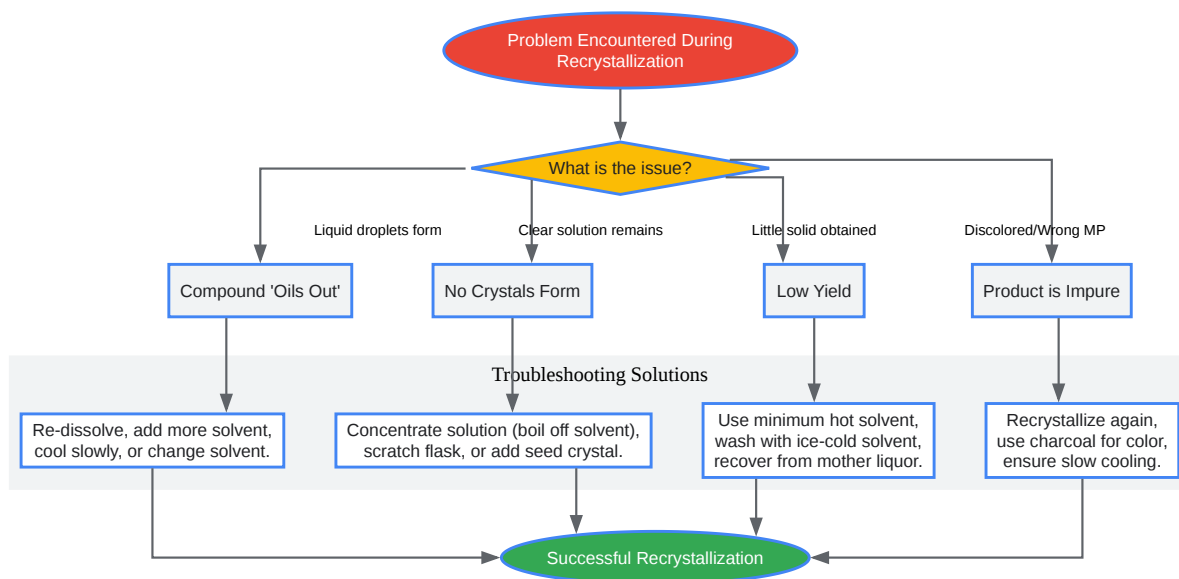 Problem Encountered During
Recrystallization
What is the issue?
Liquid droplets form
Clear solution remains
Little solid obtained
Discolored/Wrong MP
Compound 'Oils Out'
No Crystals Form
Low Yield
Product is Impure
Troubleshooting Solutions
Re-dissolve, add more solvent,
cool slowly, or change solvent.
Concentrate solution (boil off solvent),
scratch flask, or add seed crystal.
Use minimum hot solvent,
wash with ice-cold solvent,
recover from mother liquor.
Recrystallize again,
use charcoal for color,
ensure slow cooling.
Successful Recrystallization